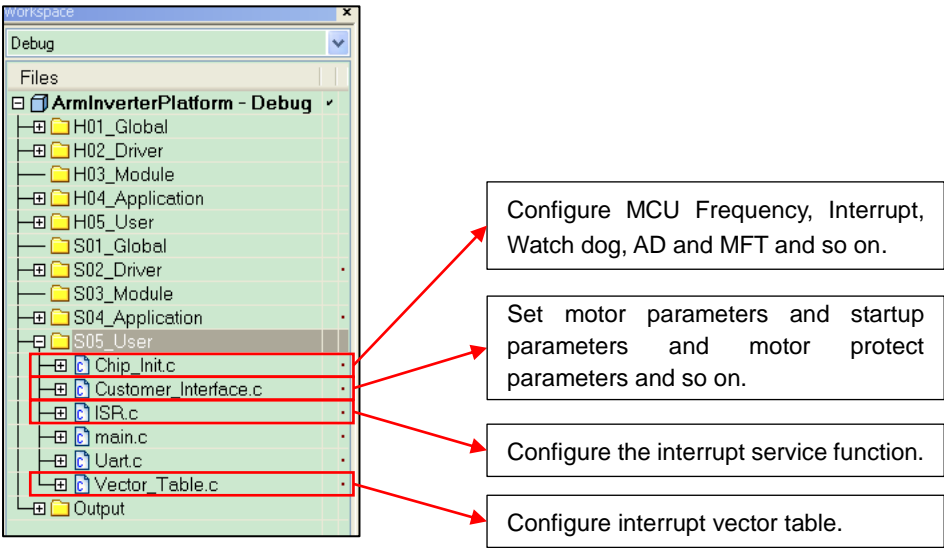 Workspace
Debug
Files
ArmInverterPlatform - Debug
H01_Global
H02_Driver
H03_Module
H04_Application
H05_User
S01_Global
S02_Driver
S03_Module
S04_Application
S05_User
Chip_Init.c
Customer_Interface.c
ISR.c
main.c
Uart.c
Vector_Table.c
Output
Configure MCU Frequency, Interrupt,
Watch dog, AD and MFT and so on.
Set motor parameters and startup
parameters and motor protect
parameters and so on.
Configure the interrupt service function.
Configure interrupt vector table.